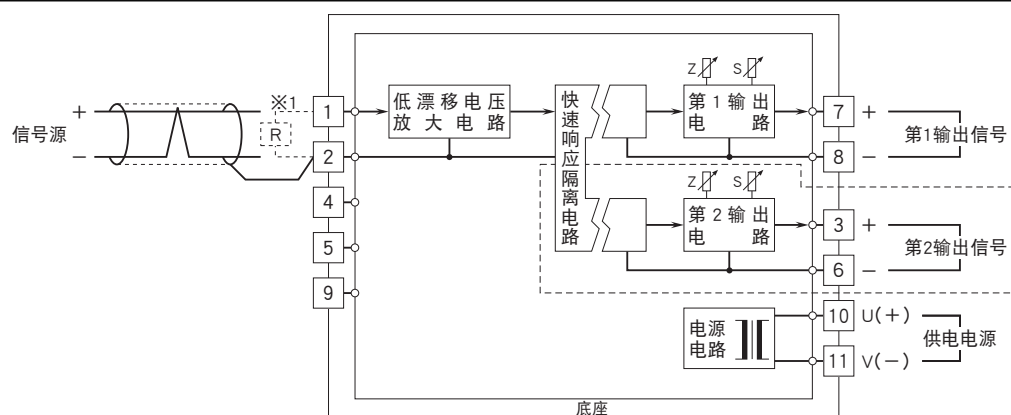 Z S
+ ※1 1 低漂移电压 快速响应隔离电路 第1输出 7 +
放大电路 电路
信号源 R 第1输出信号
− 2 8 −
Z S
4
第2输出 3 +
电路
5 第2输出信号
6 −
9
10 U(+)
电源
电路 供电电源
11 V(−)
底座